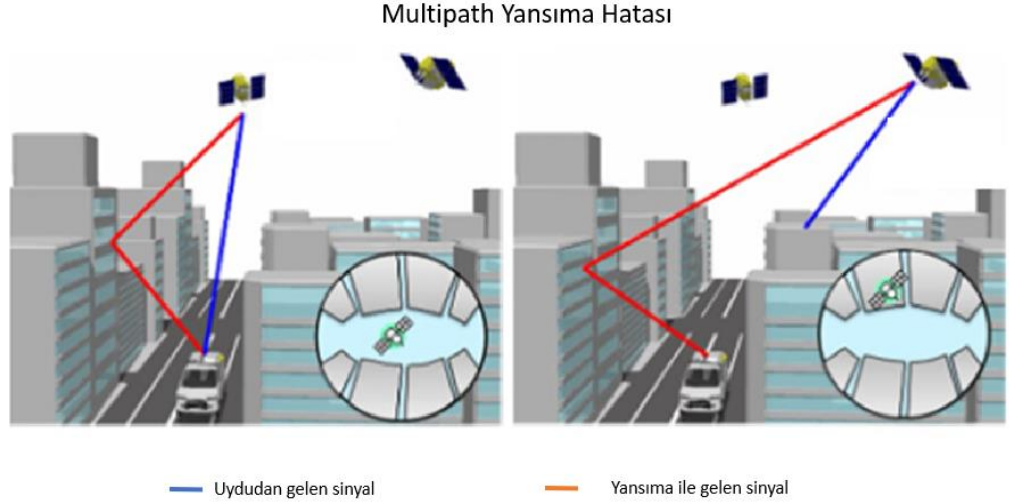 Multipath Yansıma Hatası
Uydudan gelen sinyal
Yansıma ile gelen sinyal